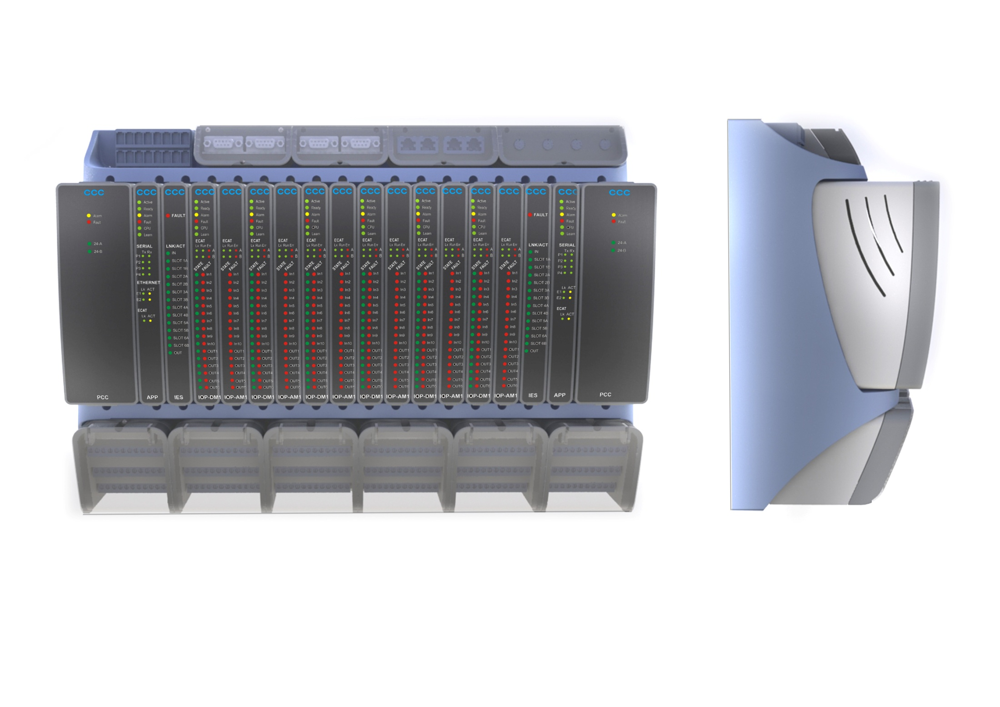 CCC
Alarm
Fault
24-A
24-B
PCC
CCC
Active
Ready
Alarm
Fault
CPU
Learn
SERIAL
Tx Rx
P1
P2
P3
P4
ETHERNET
Lk ACT
E1
E2
ECAT
Lk ACT
APP
CCC
FAULT
LNK/ACT
IN
SLOT 1A
SLOT 1B
SLOT 2A
SLOT 2B
SLOT 3A
SLOT 3B
SLOT 4A
SLOT 4B
SLOT 5A
SLOT 5B
SLOT 6A
SLOT 6B
OUT
IES
CCC
Active
Ready
Alarm
Fault
CPU
Learn
ECAT
Lx Run Err
A
B
STATE FAULT
In1
In2
In3
In4
In5
In6
In7
In8
In9
In10
OUT1
OUT2
OUT3
OUT4
OUT5
OUT6
IOP-DM1
CCC
ECAT
Lx Run Err
A
B
STATE FAULT
In1
In2
In3
In4
In5
In6
In7
In8
In9
In10
OUT1
OUT2
OUT3
OUT4
OUT5
OUT6
IOP-AM1
CCC
Active
Ready
Alarm
Fault
CPU
Learn
ECAT
Lx Run Err
A
B
STATE FAULT
In1
In2
In3
In4
In5
In6
In7
In8
In9
In10
OUT1
OUT2
OUT3
OUT4
OUT5
OUT6
IOP-DM1
CCC
ECAT
Lx Run Err
A
B
STATE FAULT
In1
In2
In3
In4
In5
In6
In7
In8
In9
In10
OUT1
OUT2
OUT3
OUT4
OUT5
OUT6
IOP-AM1
CCC
Active
Ready
Alarm
Fault
CPU
Learn
ECAT
Lx Run Err
A
B
STATE FAULT
In1
In2
In3
In4
In5
In6
In7
In8
In9
In10
OUT1
OUT2
OUT3
OUT4
OUT5
OUT6
IOP-DM1
CCC
ECAT
Lx Run Err
A
B
STATE FAULT
In1
In2
In3
In4
In5
In6
In7
In8
In9
In10
OUT1
OUT2
OUT3
OUT4
OUT5
OUT6
IOP-AM1
CCC
Active
Ready
Alarm
Fault
CPU
Learn
ECAT
Lx Run Err
A
B
STATE FAULT
In1
In2
In3
In4
In5
In6
In7
In8
In9
In10
OUT1
OUT2
OUT3
OUT4
OUT5
OUT6
IOP-DM1
CCC
ECAT
Lx Run Err
A
B
STATE FAULT
In1
In2
In3
In4
In5
In6
In7
In8
In9
In10
OUT1
OUT2
OUT3
OUT4
OUT5
OUT6
IOP-AM1
CCC
Active
Ready
Alarm
Fault
CPU
Learn
ECAT
Lx Run Err
A
B
STATE FAULT
In1
In2
In3
In4
In5
In6
In7
In8
In9
In10
OUT1
OUT2
OUT3
OUT4
OUT5
OUT6
IOP-DM1
CCC
ECAT
Lx Run Err
A
B
STATE FAULT
In1
In2
In3
In4
In5
In6
In7
In8
In9
In10
OUT1
OUT2
OUT3
OUT4
OUT5
OUT6
IOP-AM1
CCC
Active
Ready
Alarm
Fault
CPU
Learn
ECAT
Lx Run Err
A
B
STATE FAULT
In1
In2
In3
In4
In5
In6
In7
In8
In9
In10
OUT1
OUT2
OUT3
OUT4
OUT5
OUT6
IOP-DM1
CCC
ECAT
Lx Run Err
A
B
STATE FAULT
In1
In2
In3
In4
In5
In6
In7
In8
In9
In10
OUT1
OUT2
OUT3
OUT4
OUT5
OUT6
IOP-AM1
CCC
FAULT
LNK/ACT
IN
SLOT 1A
SLOT 1B
SLOT 2A
SLOT 2B
SLOT 3A
SLOT 3B
SLOT 4A
SLOT 4B
SLOT 5A
SLOT 5B
SLOT 6A
SLOT 6B
OUT
IES
CCC
Active
Ready
Alarm
Fault
CPU
Learn
SERIAL
Tx Rx
P1
P2
P3
P4
Lk ACT
E1
E2
ECAT
Lk ACT
APP
CCC
Alarm
Fault
24-A
24-B
PCC